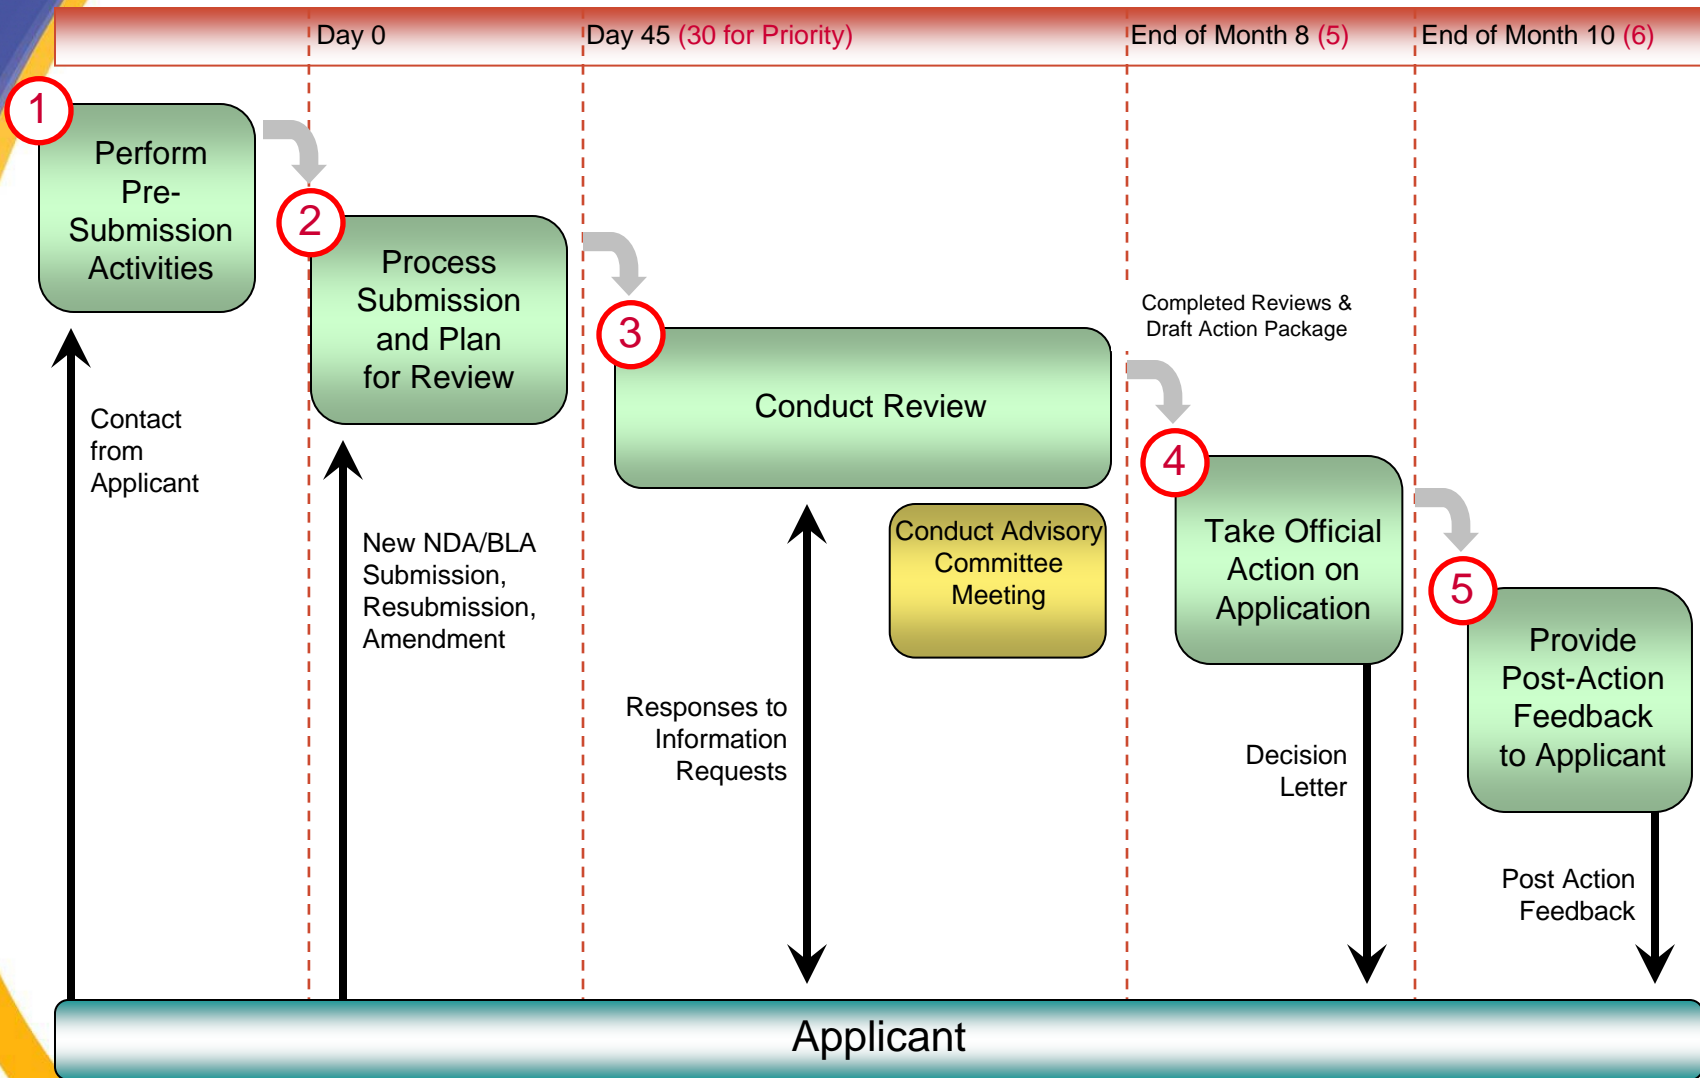 Day 0
Day 45 (30 for Priority)
End of Month 8 (5)
End of Month 10 (6)
1
Perform
Pre-
Submission
Activities
2
Process
Submission
and Plan
for Review
3
Conduct Review
Completed Reviews &
Draft Action Package
4
Take Official
Action on
Application
5
Provide
Post-Action
Feedback
to Applicant
Conduct Advisory
Committee
Meeting
Contact
from
Applicant
New NDA/BLA
Submission,
Resubmission,
Amendment
Responses to
Information
Requests
Decision
Letter
Post Action
Feedback
Applicant